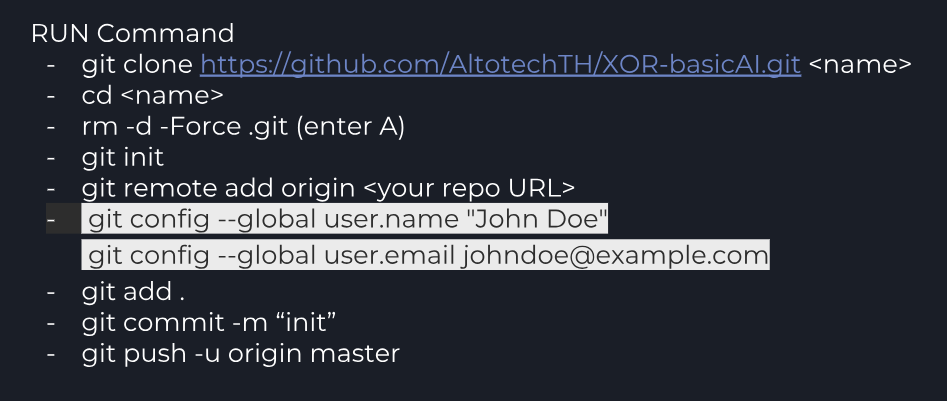 RUN Command
- git clone https://github.com/AltotechTH/XOR-basicAI.git <name>
- cd <name>
- rm -d -Force .git (enter A)
- git init
- git remote add origin <your repo URL>
- git config --global user.name "John Doe"
git config --global user.email johndoe@example.com
- git add .
- git commit -m “init”
- git push -u origin master